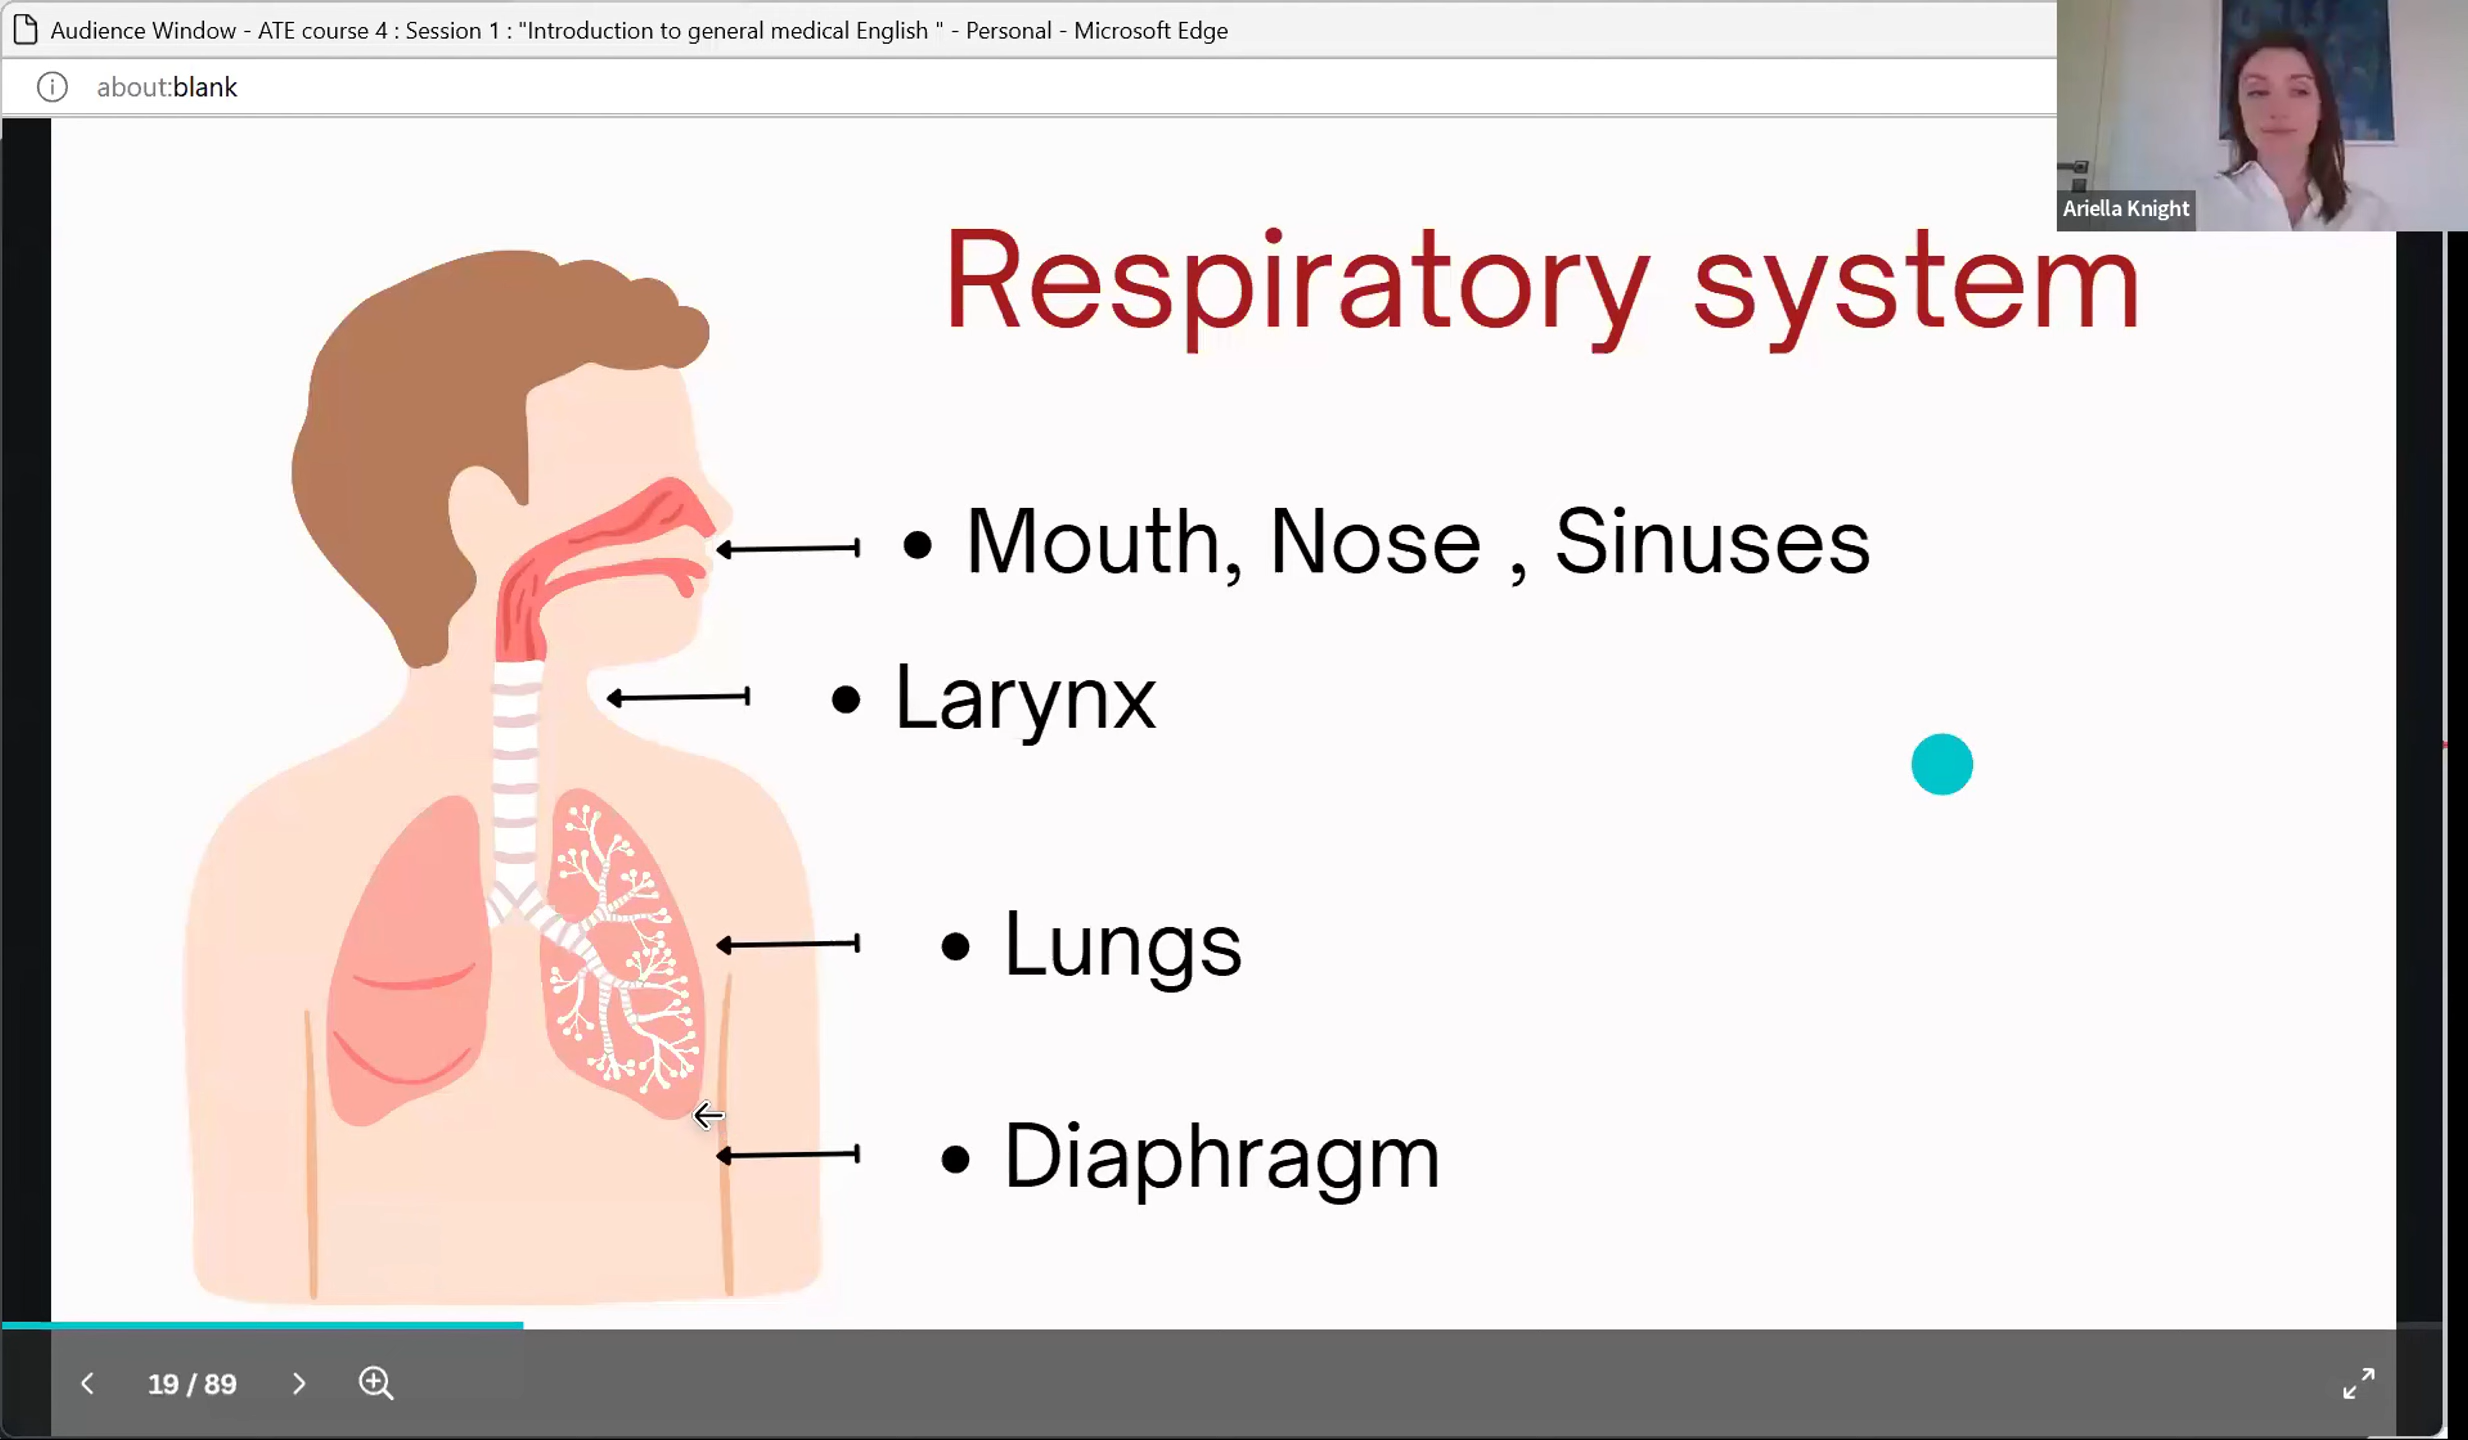 Audience Window - ATE course 4 : Session 1 : "Introduction to general medical English " - Personal - Microsoft Edge
about:blank
Ariella Knight
Respiratory system
• Mouth, Nose , Sinuses
• Larynx
• Lungs
• Diaphragm
19 / 89